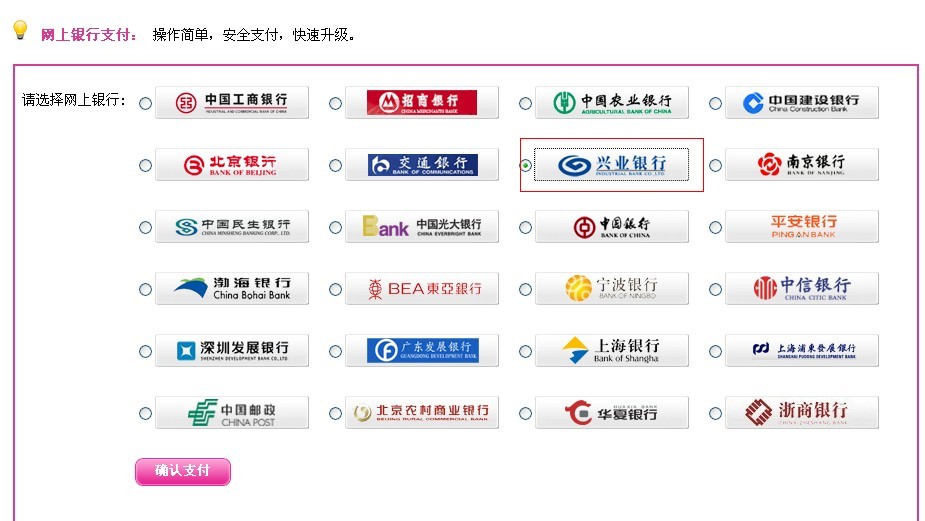 网上银行支付： 操作简单，安全支付，快速升级。
请选择网上银行：
中国工商银行
INDUSTRIAL AND COMMERCIAL BANK OF CHINA
招商银行
CHINA MERCHANTS BANK
中国农业银行
AGRICULTURAL BANK OF CHINA
中国建设银行
China Construction Bank
北京银行
BANK OF BEIJING
交通银行
BANK OF COMMUNICATIONS
兴业银行
INDUSTRIAL BANK CO.,LTD.
南京银行
BANK OF NANJING
中国民生银行
CHINA MINSHENG BANKING CORP., LTD.
Bank
中国光大银行
CHINA EVERBRIGHT BANK
中国银行
BANK OF CHINA
平安银行
PING AN BANK
渤海银行
China Bohai Bank
BEA東亞銀行
宁波银行
BANK OF NINGBO
中信银行
CHINA CITIC BANK
深圳发展银行
SHENZHEN DEVELOPMENT BANK CO.,LTD
广东发展银行
GUANGDONG DEVELOPMENT BANK
上海银行
Bank of Shanghai
上海浦東發展銀行
SHANGHAI PUDONG DEVELOPMENT BANK
中国邮政
CHINA POST
北京农村商业银行
BEIJING RURAL COMMERCIAL BANK
HUAXIA BANK
华夏银行
浙商银行
CHINA ZHESHANG BANK
确认支付